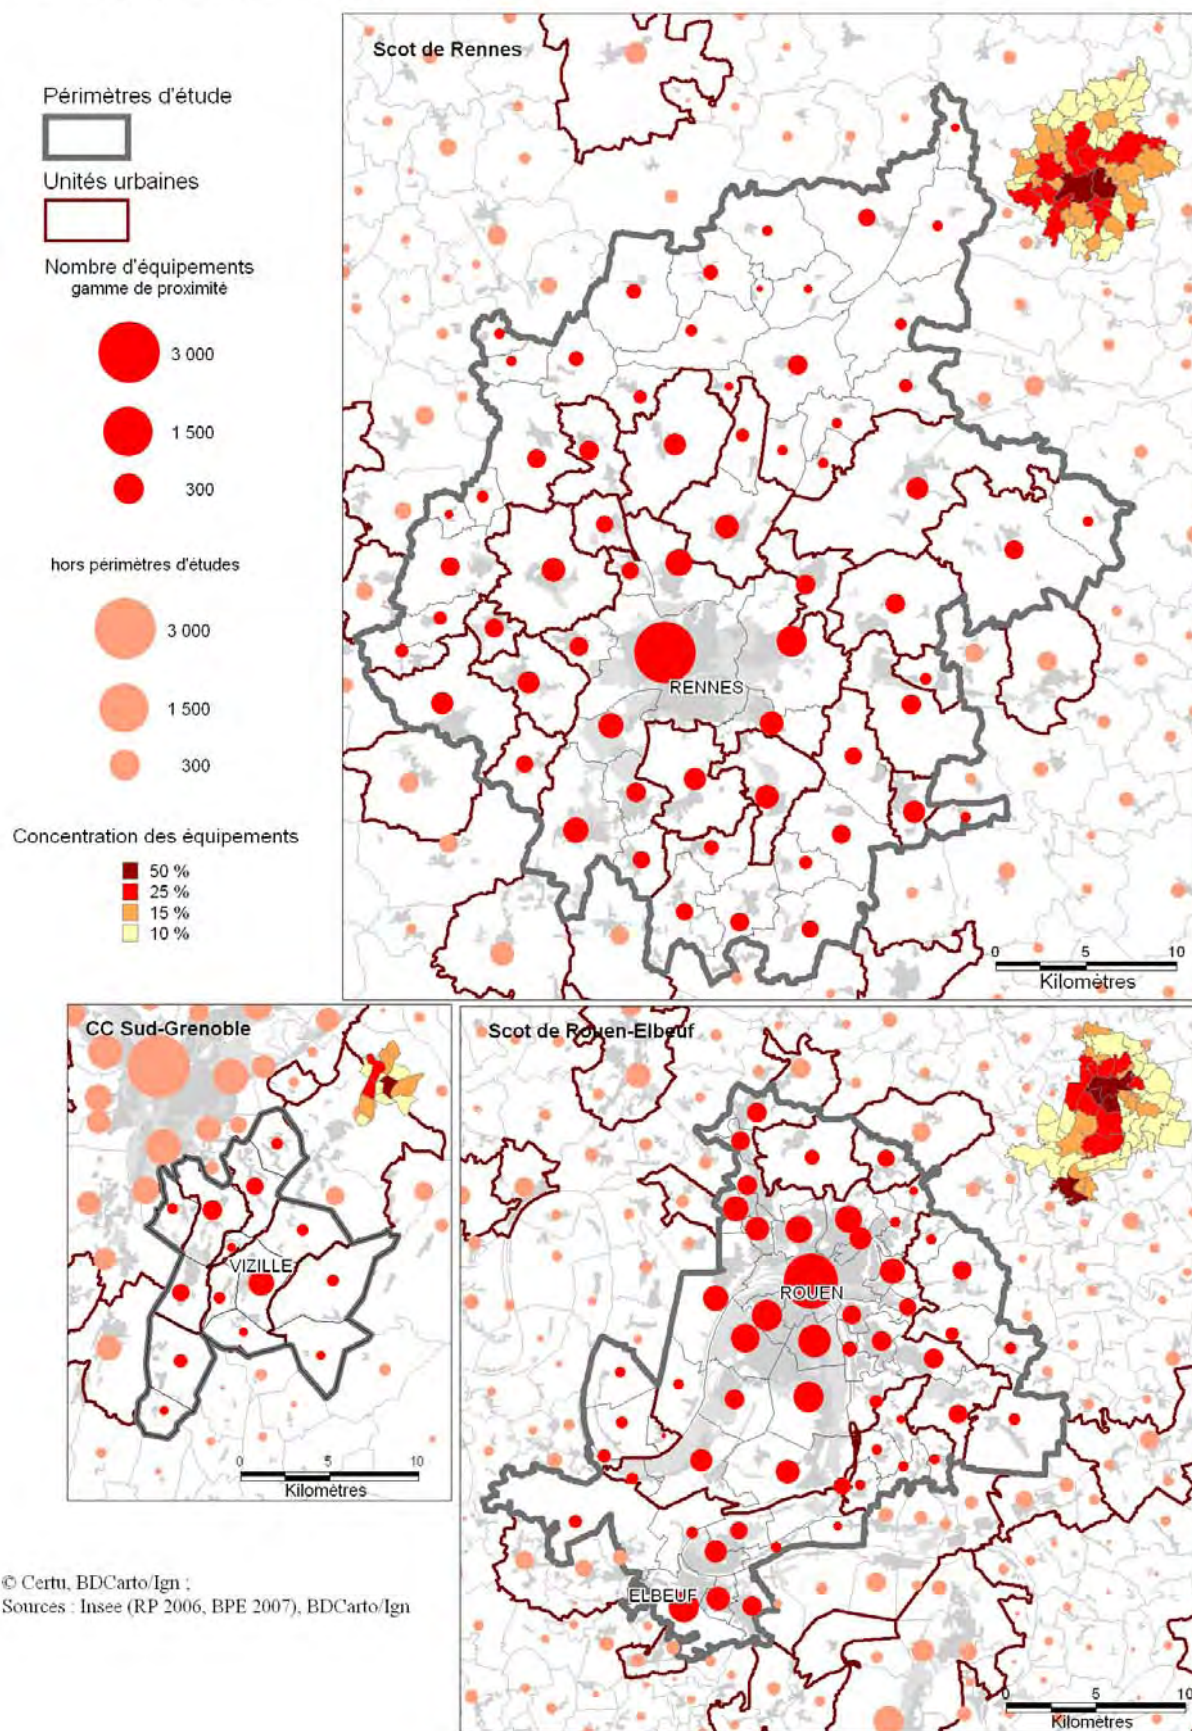 Périmètres d'étude
Unités urbaines
Nombre d'équipements
gamme de proximité
3 000
1 500
300
hors périmètres d'études
3 000
1 500
300
Concentration des équipements
50 %
25 %
15 %
10 %
Scot de Rennes
RENNES
0 5 10
Kilomètres
CC Sud-Grenoble
VIZILLE
0 5 10
Kilomètres
Scot de Rouen-Elbeuf
ROUEN
ELBEUF
0 5 10
Kilomètres
© Certu, BDCarto/Ign ;
Sources : Insee (RP 2006, BPE 2007), BDCarto/Ign